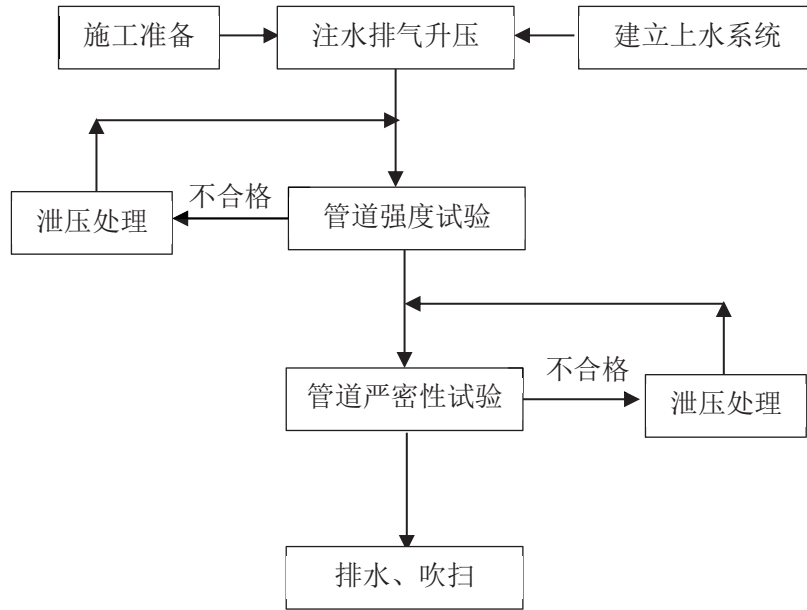 施工准备
注水排气升压
建立上水系统
不合格
泄压处理
管道强度试验
不合格
管道严密性试验
泄压处理
排水、吹扫